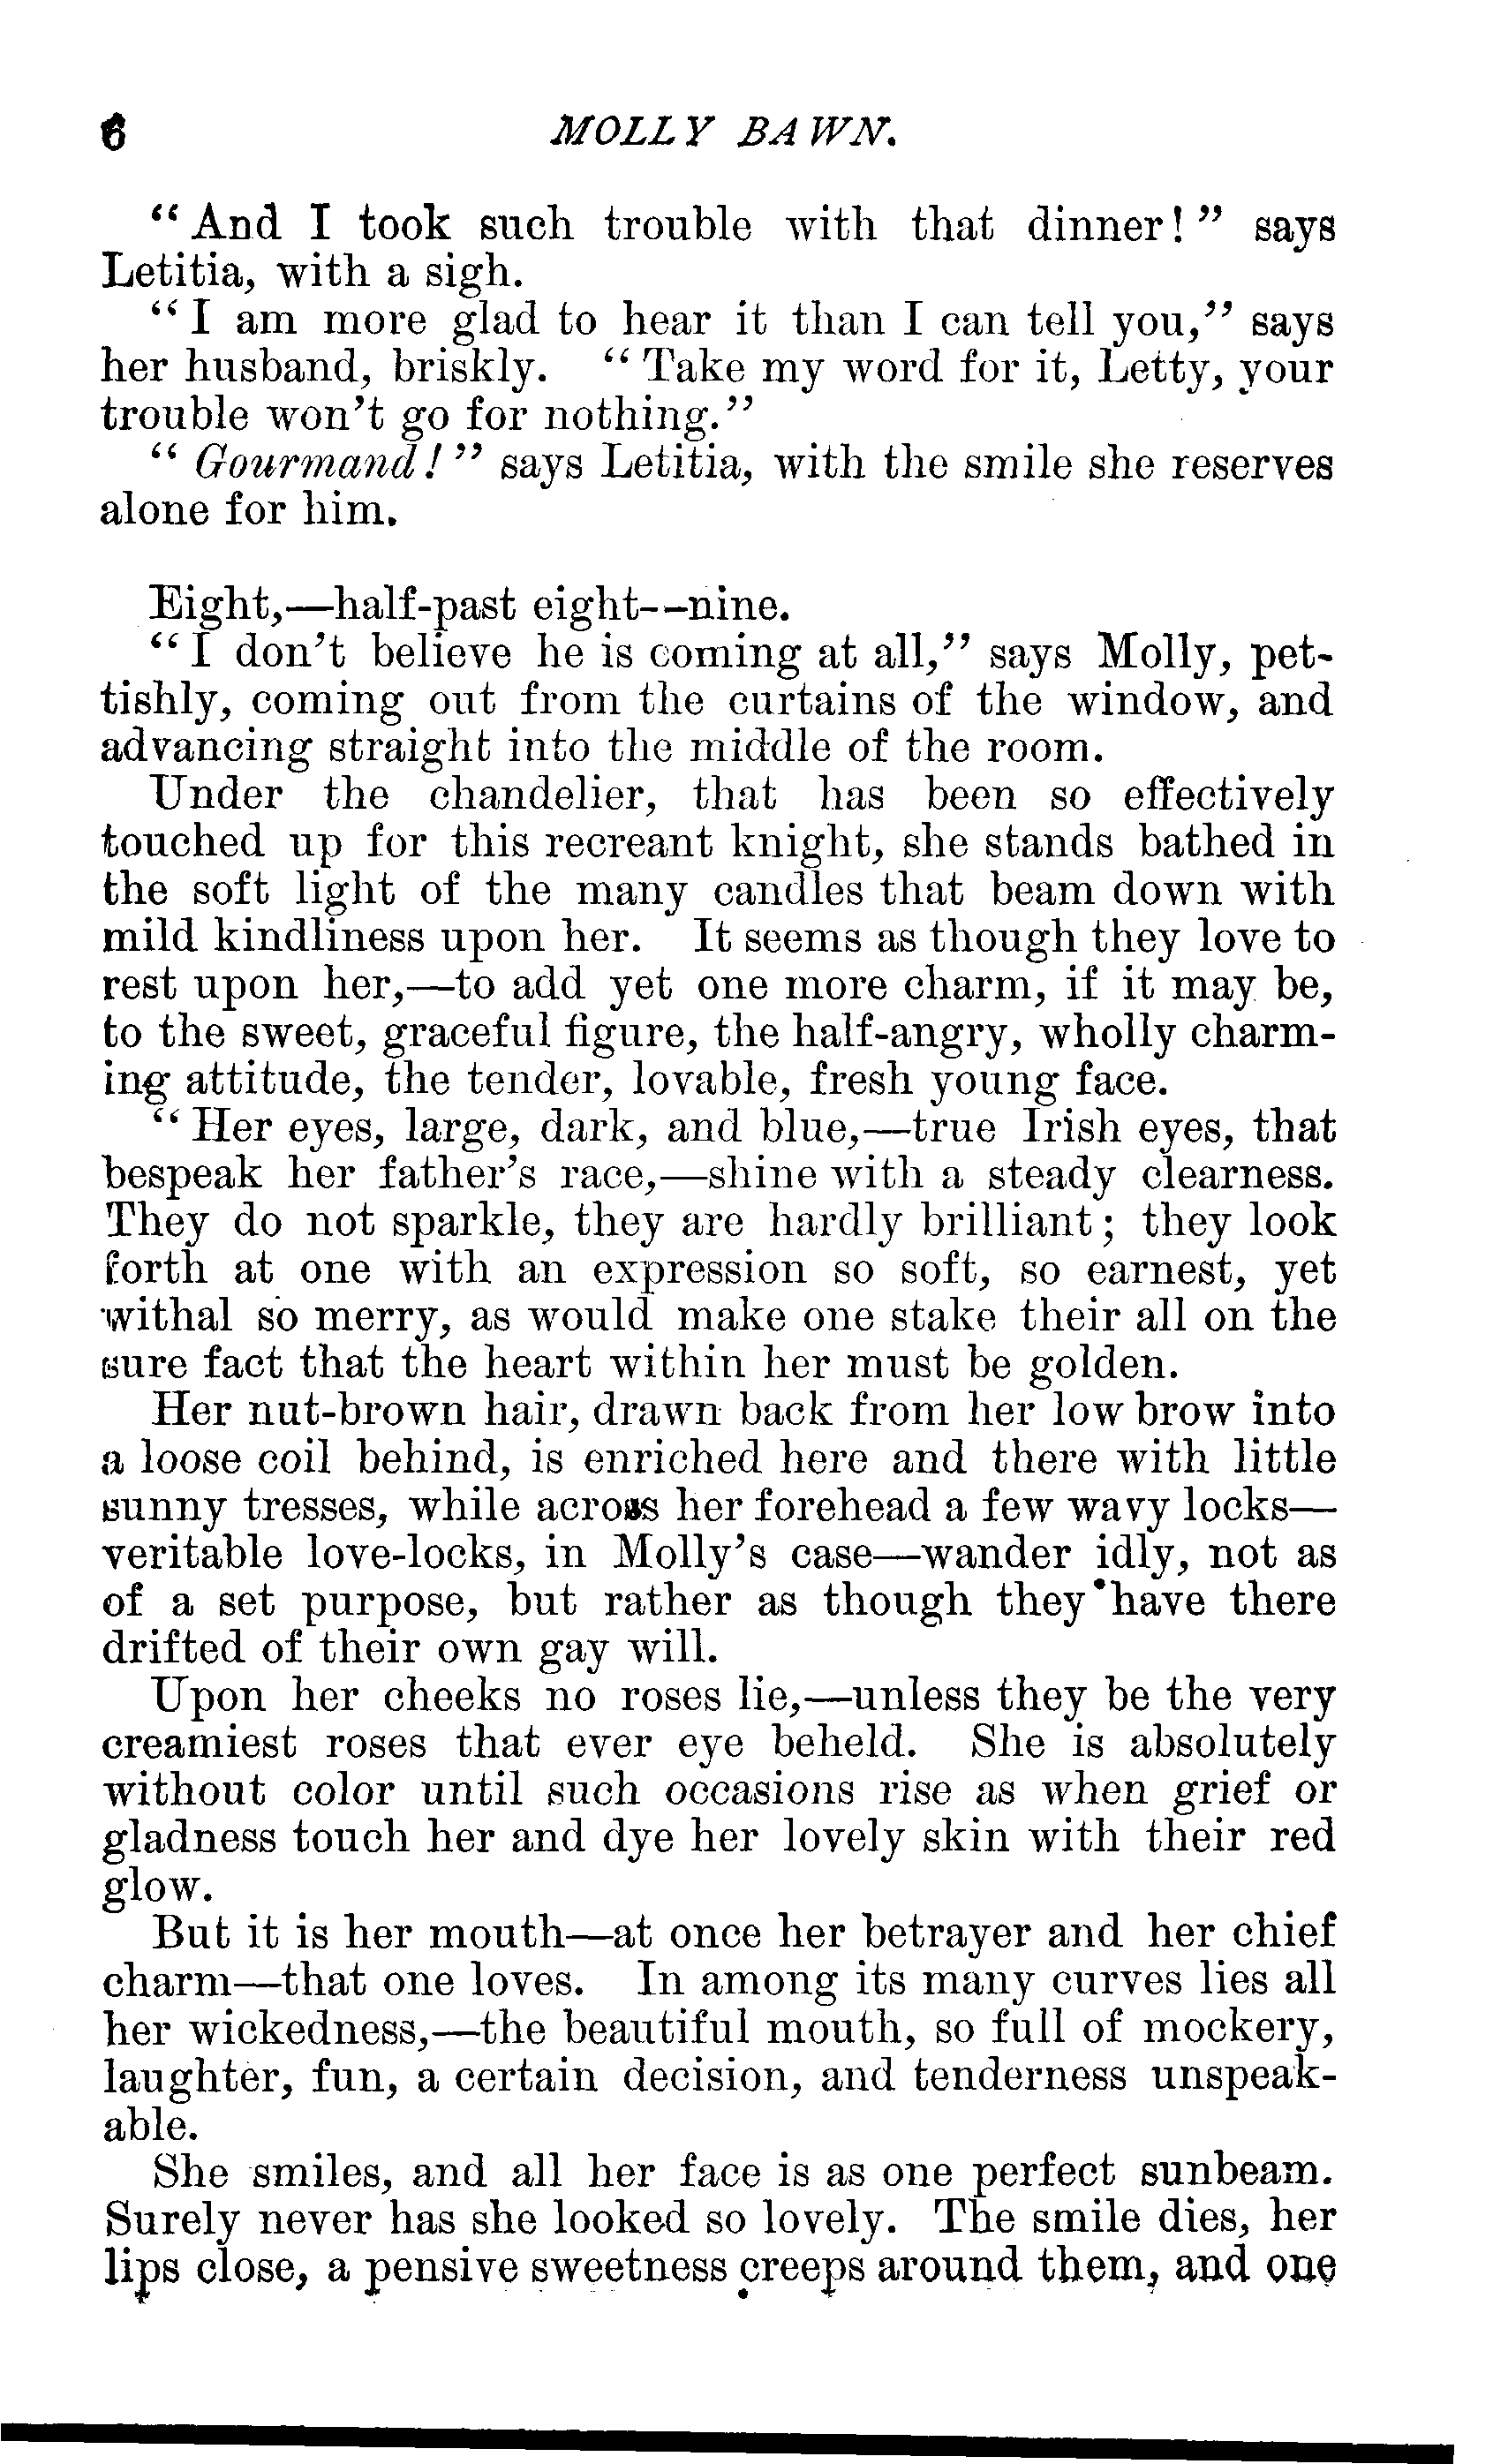 6 MOLLY BAWN.
“And I took such trouble with that dinner!” says
Letitia, with a sigh.
“I am more glad to hear it than I can tell you,” says
her husband, briskly. “Take my word for it, Letty, your
trouble won’t go for nothing.”
“Gourmand!” says Letitia, with the smile she reserves
alone for him.
Eight,—half-past eight--nine.
“I don’t believe he is coming at all,” says Molly, pet-
tishly, coming out from the curtains of the window, and
advancing straight into the middle of the room.
Under the chandelier, that has been so effectively
touched up for this recreant knight, she stands bathed in
the soft light of the many candles that beam down with
mild kindliness upon her. It seems as though they love to
rest upon her,—to add yet one more charm, if it may be,
to the sweet, graceful figure, the half-angry, wholly charm-
ing attitude, the tender, lovable, fresh young face.
“Her eyes, large, dark, and blue,—true Irish eyes, that
bespeak her father’s race,—shine with a steady clearness.
They do not sparkle, they are hardly brilliant; they look
forth at one with an expression so soft, so earnest, yet
withal so merry, as would make one stake their all on the
sure fact that the heart within her must be golden.
Her nut-brown hair, drawn back from her low brow into
a loose coil behind, is enriched here and there with little
sunny tresses, while across her forehead a few wavy locks—
veritable love-locks, in Molly’s case—wander idly, not as
of a set purpose, but rather as though they have there
drifted of their own gay will.
Upon her cheeks no roses lie,—unless they be the very
creamiest roses that ever eye beheld. She is absolutely
without color until such occasions rise as when grief or
gladness touch her and dye her lovely skin with their red
glow.
But it is her mouth—at once her betrayer and her chief
charm—that one loves. In among its many curves lies all
her wickedness,—the beautiful mouth, so full of mockery,
laughter, fun, a certain decision, and tenderness unspeak-
able.
She smiles, and all her face is as one perfect sunbeam.
Surely never has she looked so lovely. The smile dies, her
lips close, a pensive sweetness creeps around them, and one